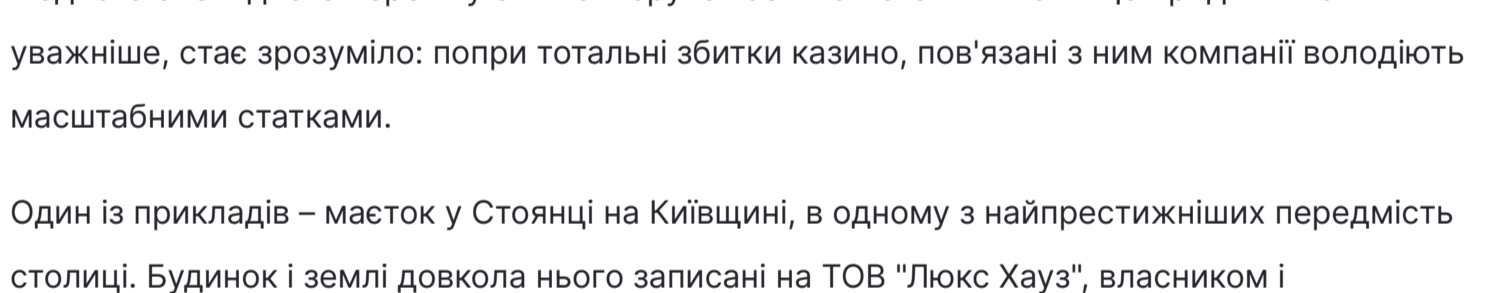 уважніше, стає зрозуміло: попри тотальні збитки казино, пов'язані з ним компанії володіють
масштабними статками.
Один із прикладів – маєток у Стоянці на Київщині, в одному з найпрестижніших передмість
столиці. Будинок і землі довкола нього записані на ТОВ "Люкс Хауз", власником і